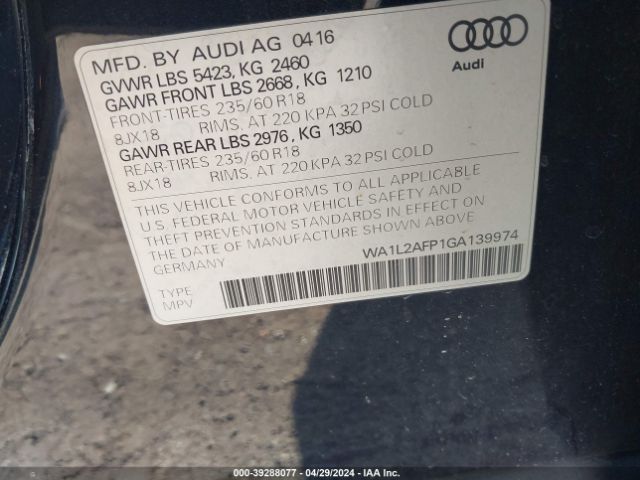 MFD. BY AUDI AG 0416
GVWR LBS 5423, KG 2460
GAWR FRONT LBS 2668, KG 1210
FRONT-TIRES 235/60 R18
8JX18 RIMS. AT 220 KPA 32 PSI COLD
GAWR REAR LBS 2976, KG 1350
REAR-TIRES 235/60 R18
8JX18 RIMS. AT 220 KPA 32 PSI COLD
Audi
THIS VEHICLE CONFORMS TO ALL APPLICABLE
U.S. FEDERAL MOTOR VEHICLE SAFETY AND
THEFT PREVENTION STANDARDS IN EFFECT ON
THE DATE OF MANUFACTURE SHOWN ABOVE
GERMANY
WA1L2AFP1GA139974
TYPE
MPV
000-39288077 - 04/29/2024 - IAA Inc.